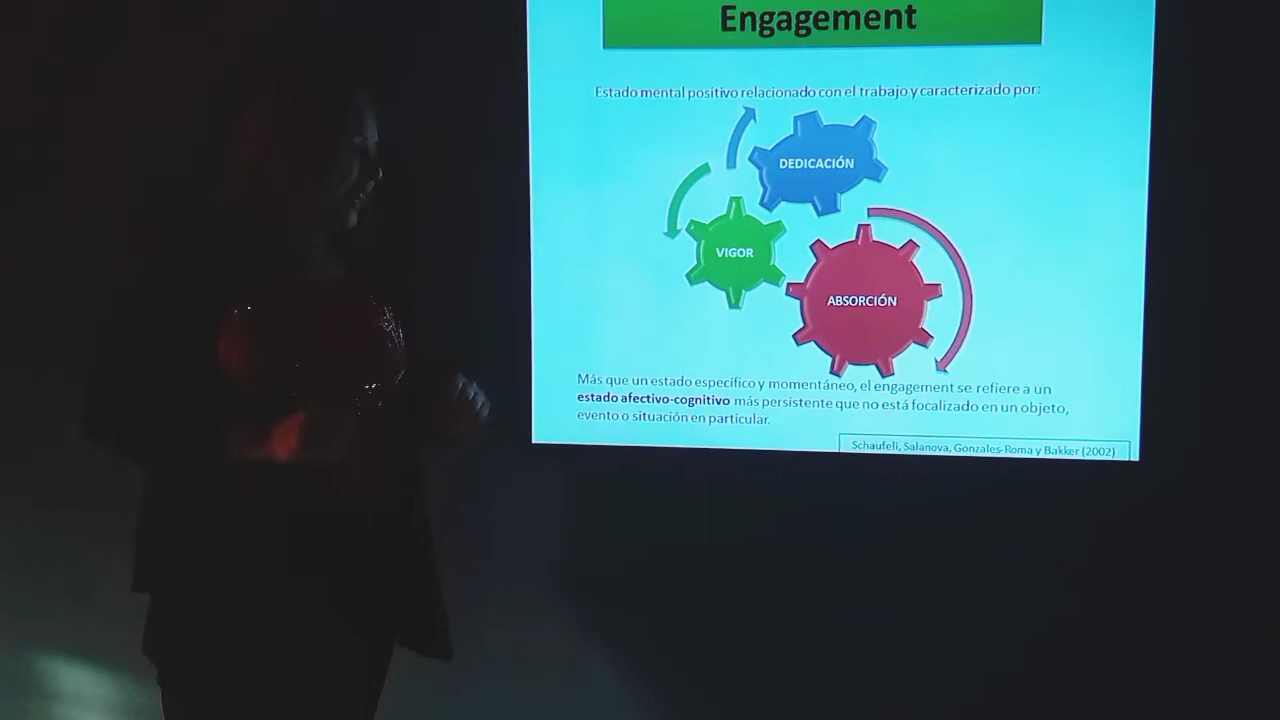 Engagement
Estado mental positivo relacionado con el trabajo y caracterizado por:
DEDICACIÓN
VIGOR
ABSORCIÓN
Más que un estado específico y momentáneo, el engagement se refiere a un
estado afectivo-cognitivo más persistente que no está focalizado en un objeto,
evento o situación en particular.
Schaufeli, Salanova, Gonzales-Roma y Bakker (2002)